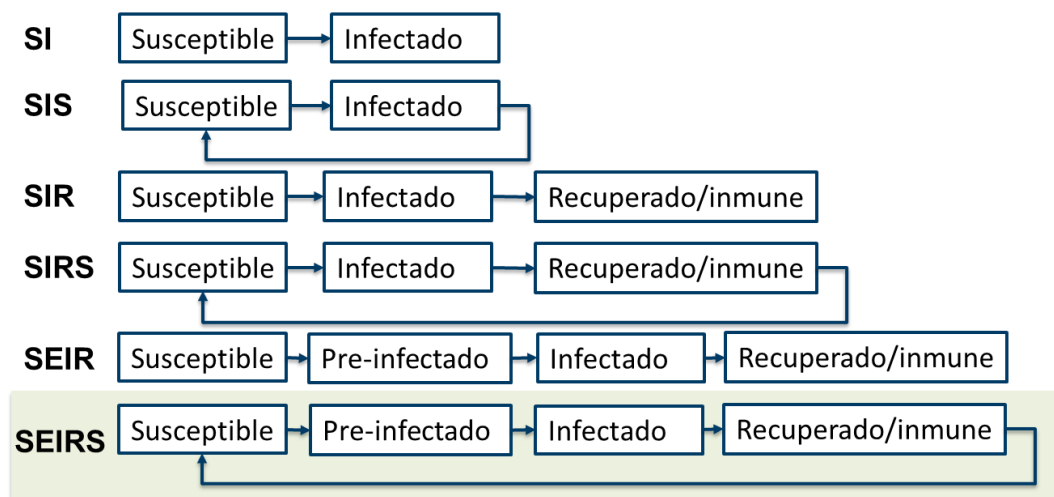 SI Susceptible Infectado
SIS Susceptible Infectado
SIR Susceptible Infectado Recuperado/inmune
SIRS Susceptible Infectado Recuperado/inmune
SEIR Susceptible Pre-infectado Infectado Recuperado/inmune
SEIRS Susceptible Pre-infectado Infectado Recuperado/inmune